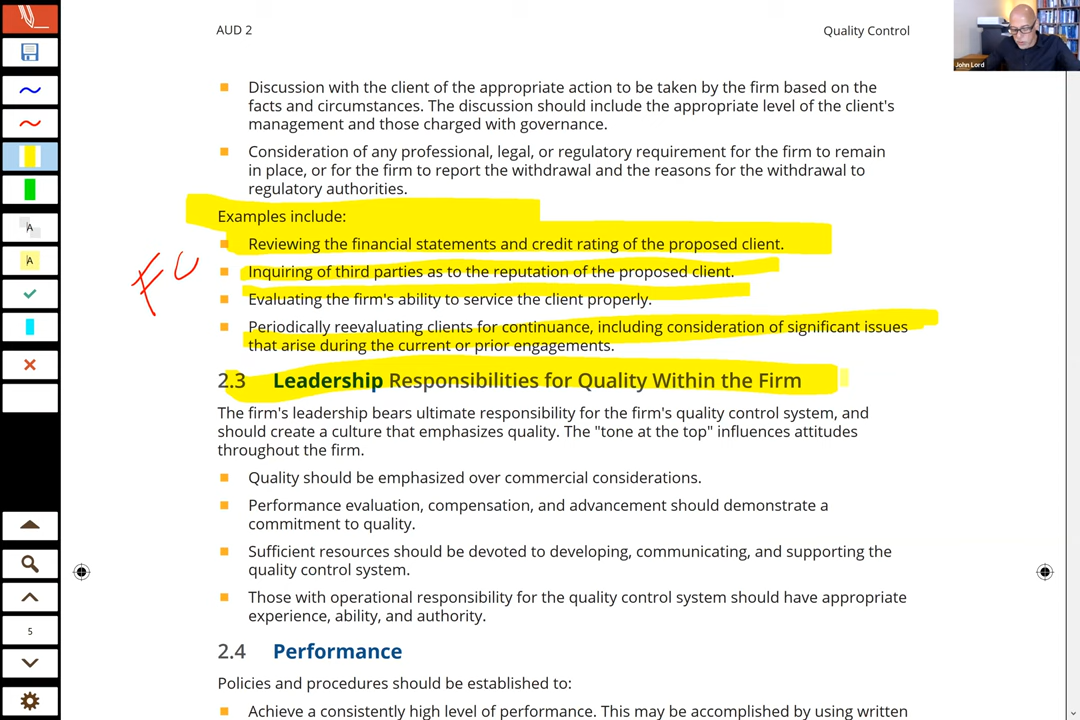 AUD 2
Quality Control
John Lord
Discussion with the client of the appropriate action to be taken by the firm based on the
facts and circumstances. The discussion should include the appropriate level of the client's
management and those charged with governance.
Consideration of any professional, legal, or regulatory requirement for the firm to remain
in place, or for the firm to report the withdrawal and the reasons for the withdrawal to
regulatory authorities.
Examples include:
Reviewing the financial statements and credit rating of the proposed client.
Inquiring of third parties as to the reputation of the proposed client.
Evaluating the firm's ability to service the client properly.
Periodically reevaluating clients for continuance, including consideration of significant issues
that arise during the current or prior engagements.
2.3 Leadership Responsibilities for Quality Within the Firm
The firm's leadership bears ultimate responsibility for the firm's quality control system, and
should create a culture that emphasizes quality. The "tone at the top" influences attitudes
throughout the firm.
Quality should be emphasized over commercial considerations.
Performance evaluation, compensation, and advancement should demonstrate a
commitment to quality.
Sufficient resources should be devoted to developing, communicating, and supporting the
quality control system.
Those with operational responsibility for the quality control system should have appropriate
experience, ability, and authority.
2.4 Performance
Policies and procedures should be established to:
Achieve a consistently high level of performance. This may be accomplished by using written
A
A
5